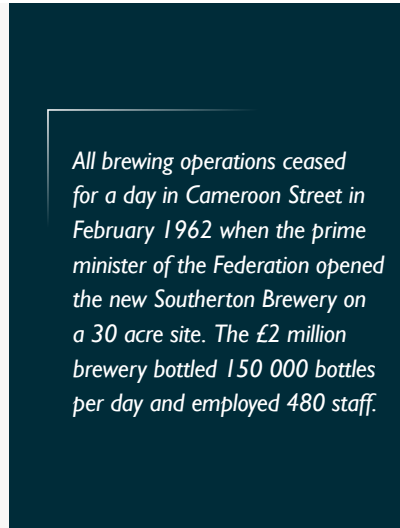 All brewing operations ceased
for a day in Cameroon Street in
February 1962 when the prime
minister of the Federation opened
the new Southerton Brewery on
a 30 acre site. The £2 million
brewery bottled 150 000 bottles
per day and employed 480 staff.